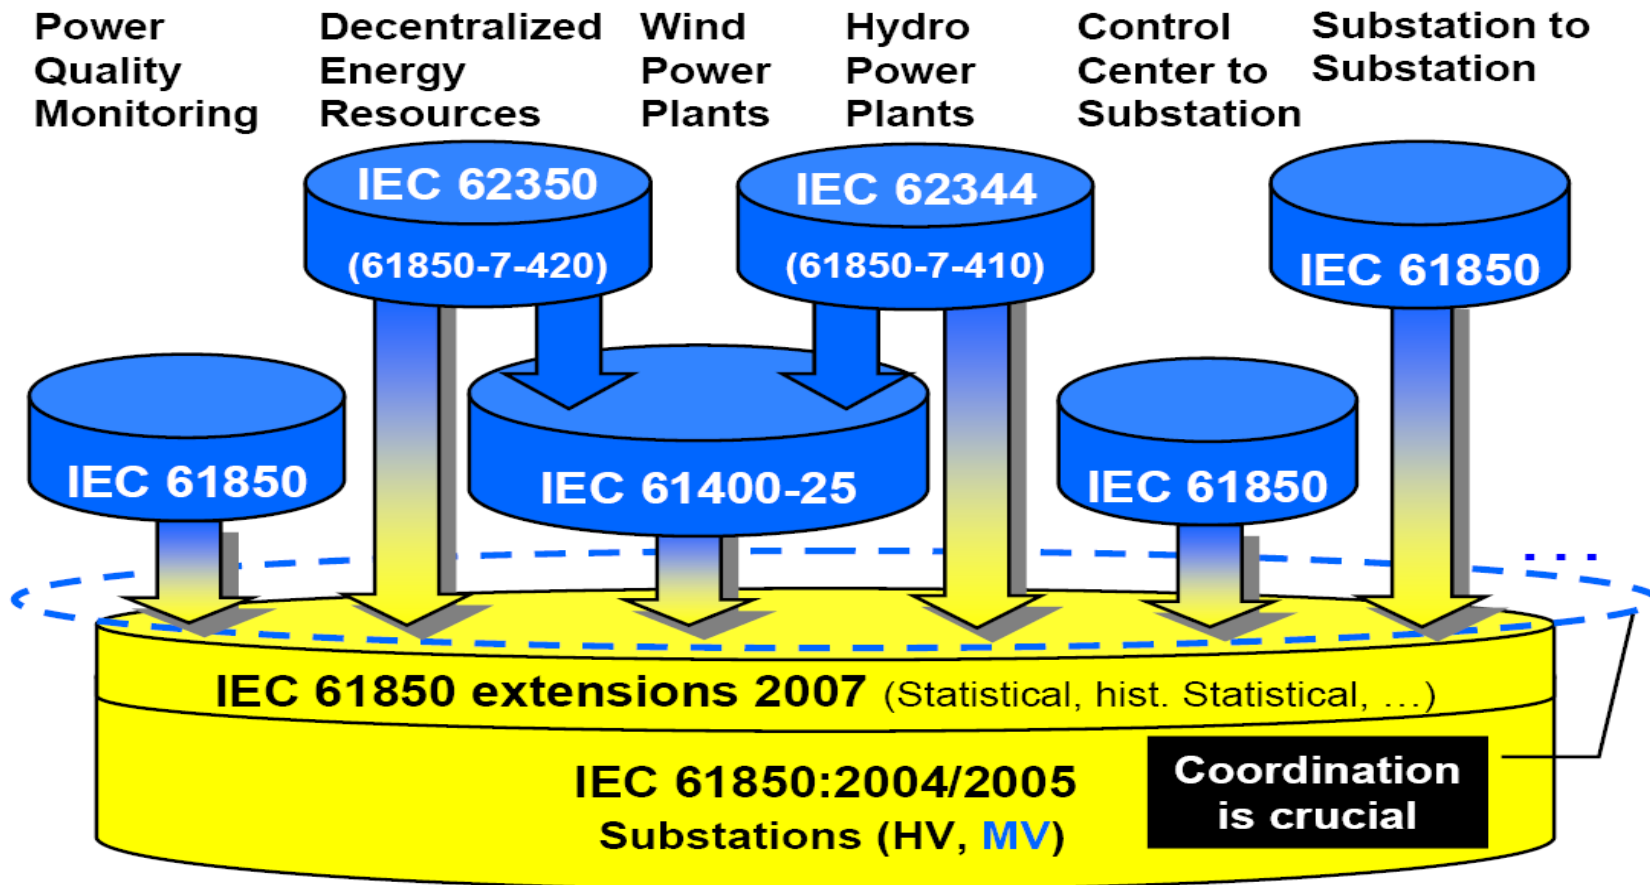 Power
Quality
Monitoring
Decentralized
Energy
Resources
Wind
Power
Plants
Hydro
Power
Plants
Control
Center to
Substation
Substation to
Substation
IEC 62350
(61850-7-420)
IEC 62344
(61850-7-410)
IEC 61850
IEC 61850
IEC 61400-25
IEC 61850
...
IEC 61850 extensions 2007 (Statistical, hist. Statistical, ...)
IEC 61850:2004/2005
Substations (HV, MV)
Coordination
is crucial